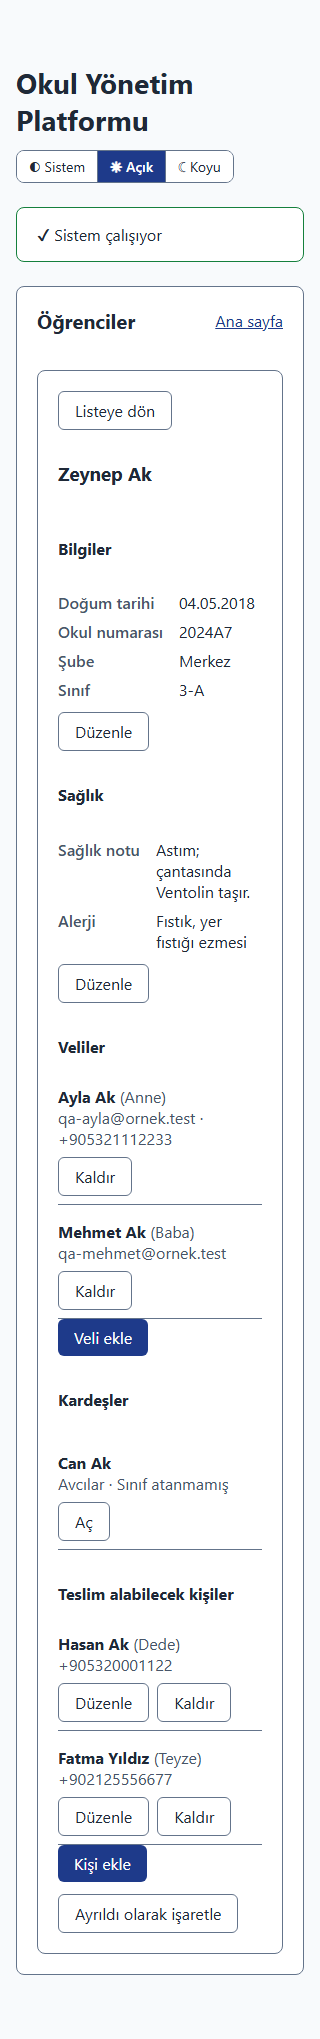 Okul Yönetim
Platformu
◐ Sistem ☀ Açık ☾ Koyu
✓ Sistem çalışıyor
Öğrenciler Ana sayfa
Listeye dön
Zeynep Ak
Bilgiler
Doğum tarihi 04.05.2018
Okul numarası 2024A7
Şube Merkez
Sınıf 3-A
Düzenle
Sağlık
Sağlık notu Astım;
çantasında
Ventolin taşır.
Alerji Fıstık, yer
fıstığı ezmesi
Düzenle
Veliler
Ayla Ak (Anne)
qa-ayla@ornek.test ·
+905321112233
Kaldır
Mehmet Ak (Baba)
qa-mehmet@ornek.test
Kaldır
Veli ekle
Kardeşler
Can Ak
Avcılar · Sınıf atanmamış
Aç
Teslim alabilecek kişiler
Hasan Ak (Dede)
+905320001122
Düzenle Kaldır
Fatma Yıldız (Teyze)
+902125556677
Düzenle Kaldır
Kişi ekle
Ayrıldı olarak işaretle